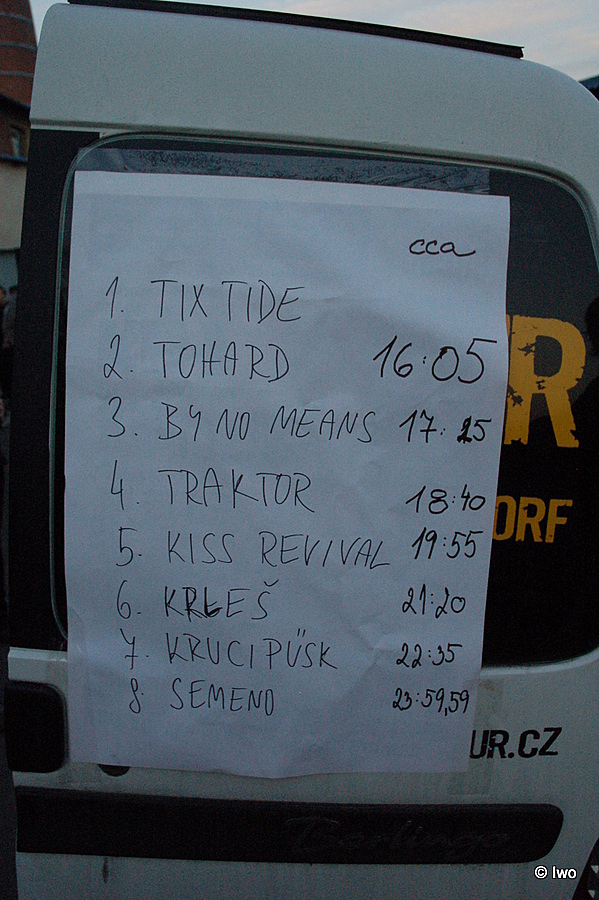 cca
1. TIX TIDE
2. TOHARD 16:05
3. BY NO MEANS 17:25
4. TRAKTOR 18:40
5. KISS REVIVAL 19:55
6. KRLEŠ 21:20
7. KRUCIPÜSK 22:35
8. SEMENO 23:59,59
R
ORF
UR.CZ
Berlingo
© Iwo